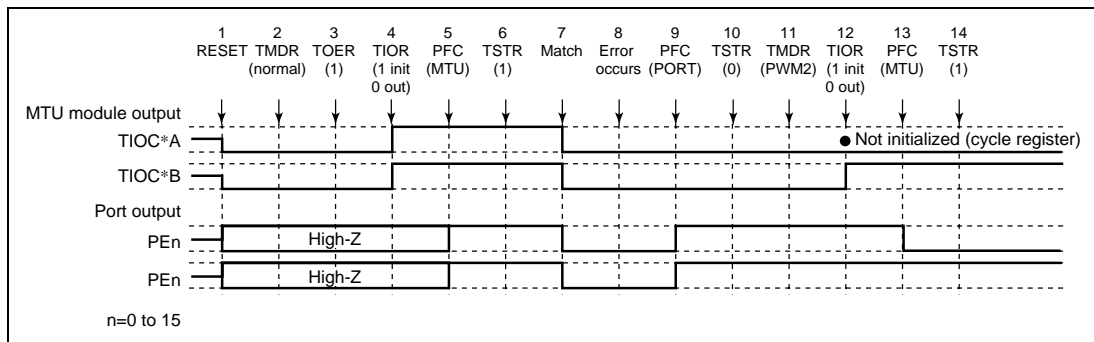 1 2 3 4 5 6 7 8 9 10 11 12 13 14
RESET TMDR TOER TIOR PFC TSTR Match Error PFC TSTR TMDR TIOR PFC TSTR
(normal) (1) (1 init (MTU) (1) occurs (PORT) (0) (PWM2) (1 init (MTU) (1)
0 out) 0 out)
MTU module output
TIOC*A ● Not initialized (cycle register)
TIOC*B
Port output
PEn High-Z
PEn High-Z
n=0 to 15